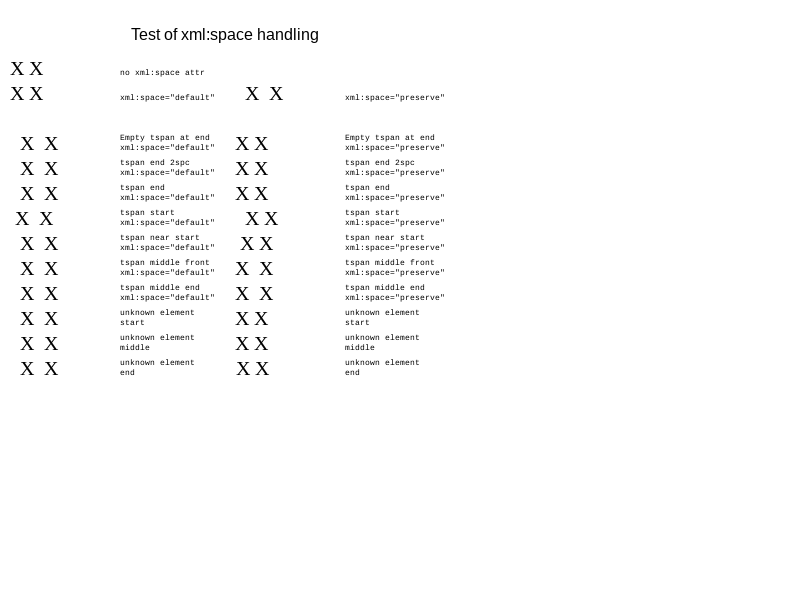 Test of xml:space handling
X X no xml:space attr
X X xml:space="default" X  X xml:space="preserve"
X  X Empty tspan at end X X Empty tspan at end
xml:space="default" xml:space="preserve"
X  X tspan end 2spc X X tspan end 2spc
xml:space="default" xml:space="preserve"
X  X tspan end X X tspan end
xml:space="default" xml:space="preserve"
X  X tspan start X X tspan start
xml:space="default" xml:space="preserve"
X  X tspan near start X X tspan near start
xml:space="default" xml:space="preserve"
X  X tspan middle front X  X tspan middle front
xml:space="default" xml:space="preserve"
X  X tspan middle end X  X tspan middle end
xml:space="default" xml:space="preserve"
X  X unknown element X X unknown element
start start
X  X unknown element X X unknown element
middle middle
X  X unknown element X X unknown element
end end